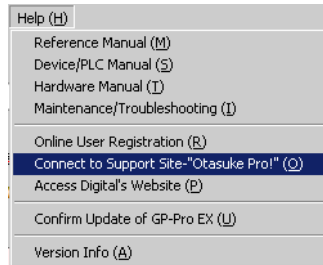 Help (H)
Reference Manual (M)
Device/PLC Manual (S)
Hardware Manual (T)
Maintenance/Troubleshooting (I)
Online User Registration (R)
Connect to Support Site-"Otasuke Pro!" (O)
Access Digital's Website (P)
Confirm Update of GP-Pro EX (U)
Version Info (A)